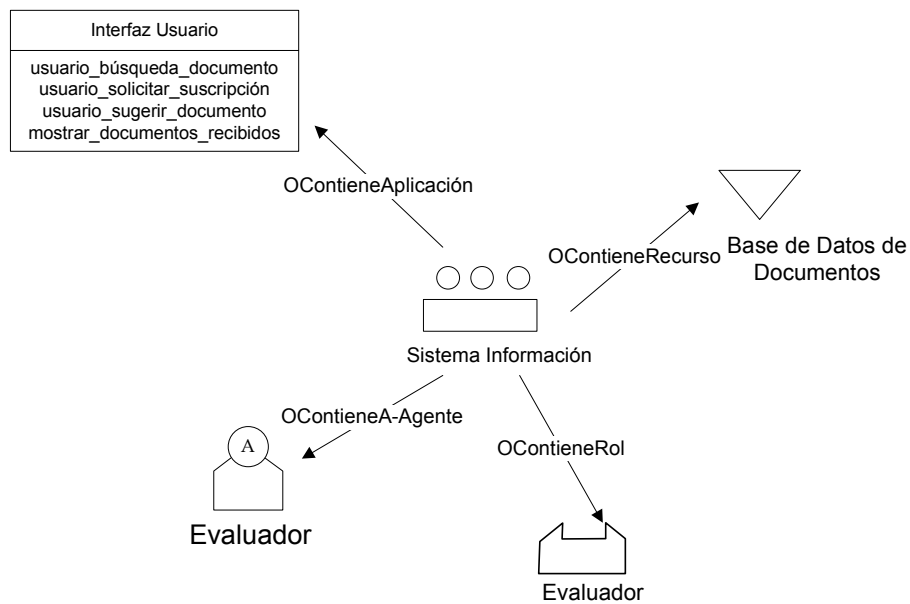 Interfaz Usuario
usuario_búsqueda_documento
usuario_solicitar_suscripción
usuario_sugerir_documento
mostrar_documentos_recibidos
OContieneAplicación
OContieneRecurso
Base de Datos de
Documentos
Sistema Información
OContieneA-Agente
OContieneRol
A
Evaluador
Evaluador